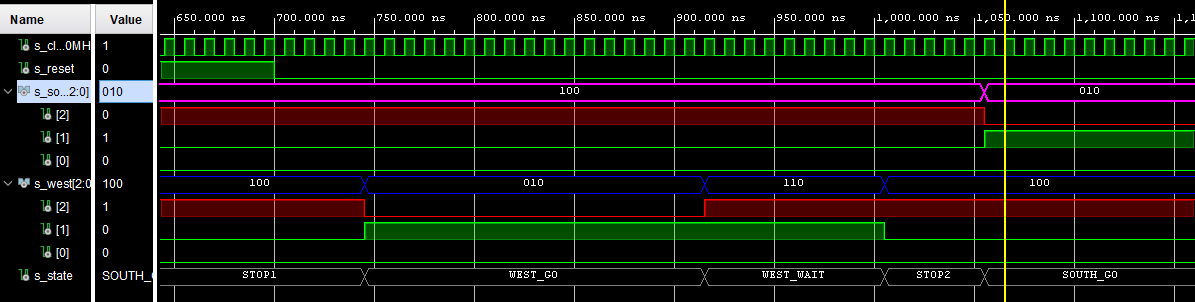 Name Value 650.000 ns 700.000 ns 750.000 ns 800.000 ns 850.000 ns 900.000 ns 950.000 ns 1,000.000 ns 1,050.000 ns 1,100.000 ns 1,1
s_cl...0MH 1
s_reset 0
s_so...2:0] 010 100 010
[2] 0
[1] 1
[0] 0
s_west[2:0 100 100 010 110 100
[2] 1
[1] 0
[0] 0
s_state SOUTH_G STOP1 WEST_GO WEST_WAIT STOP2 SOUTH_GO